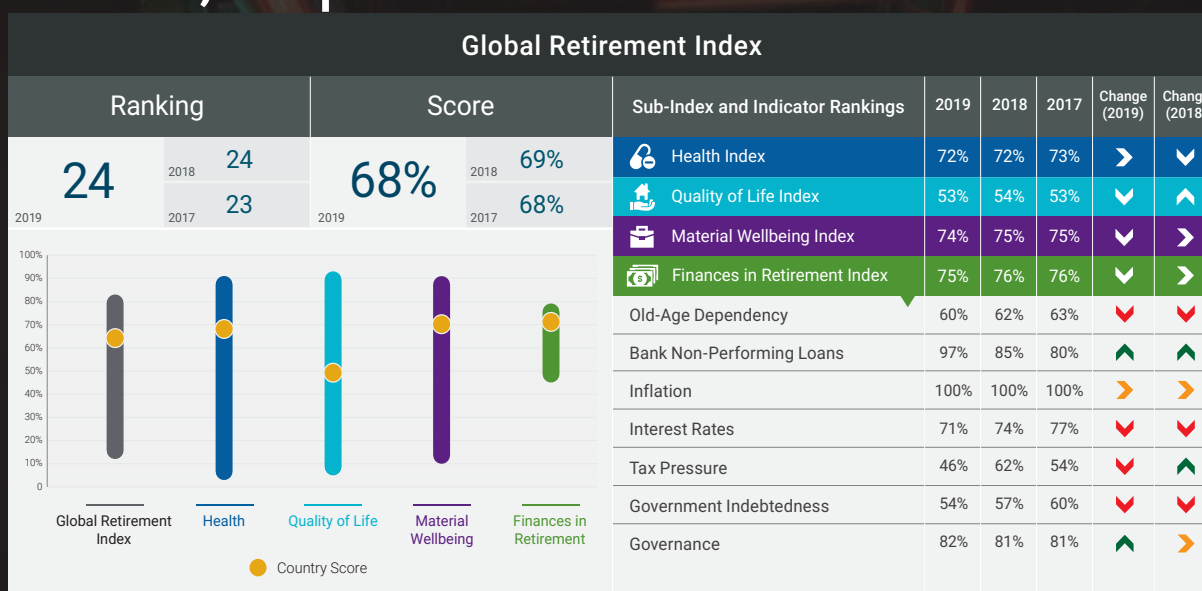 Global Retirement Index
Ranking
Score
24
2019
2018
24
2017
23
68%
2019
2018
69%
2017
68%
100%
90%
80%
70%
60%
50%
40%
30%
20%
10%
0
Global Retirement
Index
Health
Quality of Life
Material
Wellbeing
Finances in
Retirement
Country Score
Sub-Index and Indicator Rankings 2019 2018 2017 Change (2019) Chang (2018
Health Index 72% 72% 73%
Quality of Life Index 53% 54% 53%
Material Wellbeing Index 74% 75% 75%
$
Finances in Retirement Index 75% 76% 76%
Old-Age Dependency 60% 62% 63%
Bank Non-Performing Loans 97% 85% 80%
Inflation 100% 100% 100%
Interest Rates 71% 74% 77%
Tax Pressure 46% 62% 54%
Government Indebtedness 54% 57% 60%
Governance 82% 81% 81%